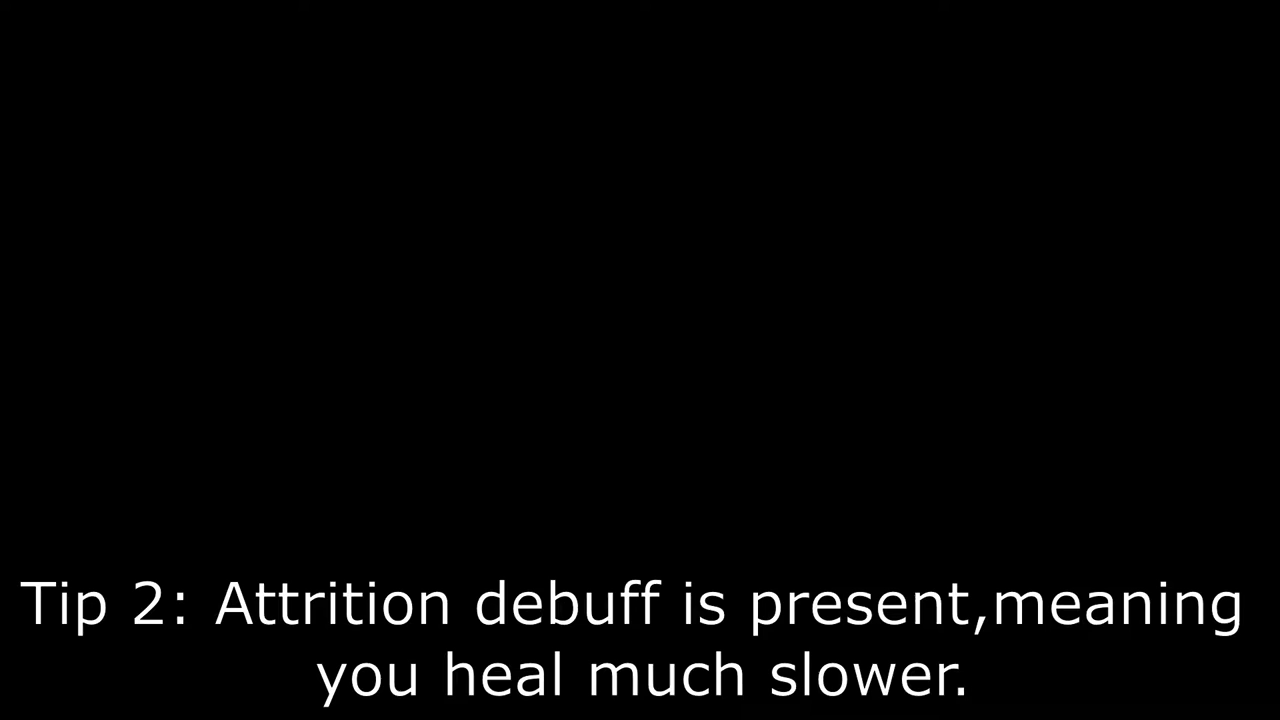 Tip 2: Attrition debuff is present,meaning
you heal much slower.